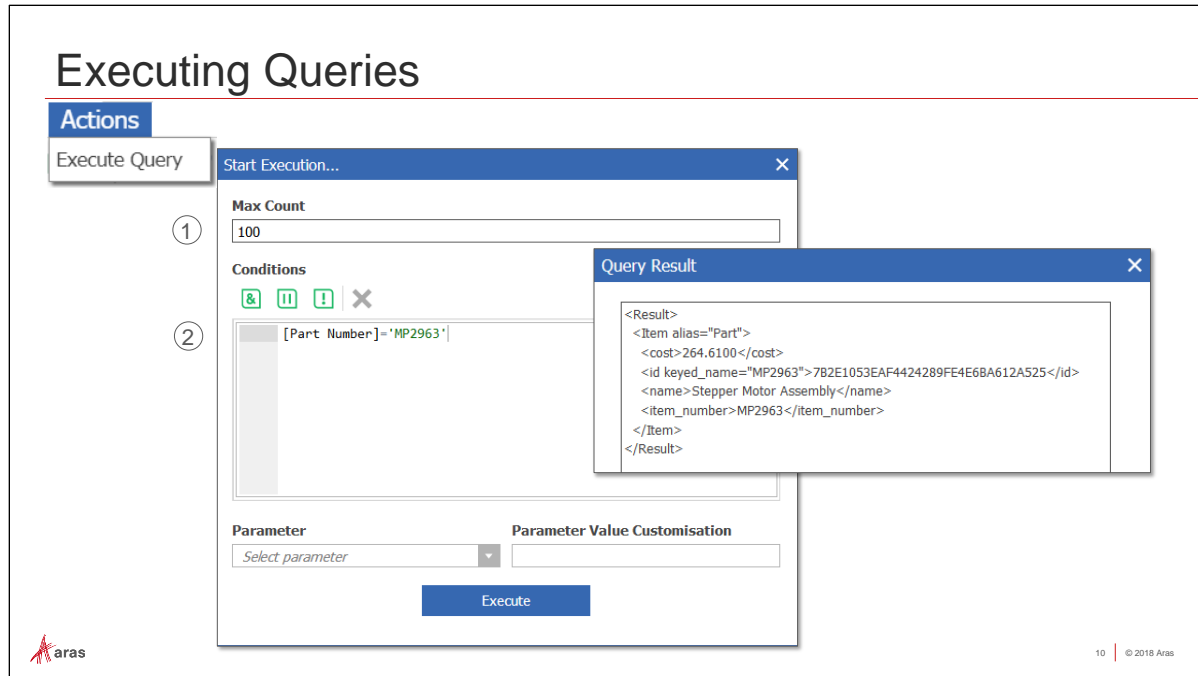 Executing Queries
Actions
Execute Query
Start Execution...
Max Count
1
100
Conditions
&
!
2
[Part Number]='MP2963'
Parameter
Parameter Value Customisation
Select parameter
Execute
Query Result
<Result>
<Item alias="Part">
<cost>264.6100</cost>
<id keyed_name="MP2963">7B2E1053EAF4424289FE4E6BA612A525</id>
<name>Stepper Motor Assembly</name>
<item_number>MP2963</item_number>
</Item>
</Result>
aras
10
© 2018 Aras